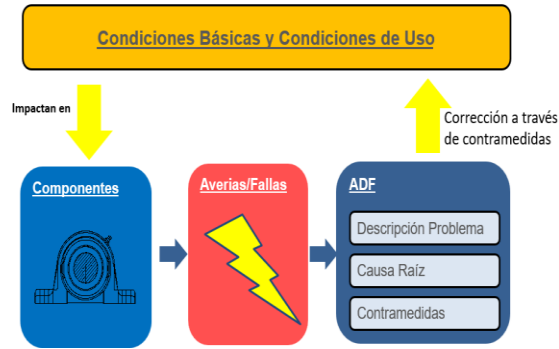 Condiciones Básicas y Condiciones de Uso
Impactan en
Corrección a través
de contramedidas
Componentes
Averias/Fallas
ADF
Descripción Problema
Causa Raíz
Contramedidas